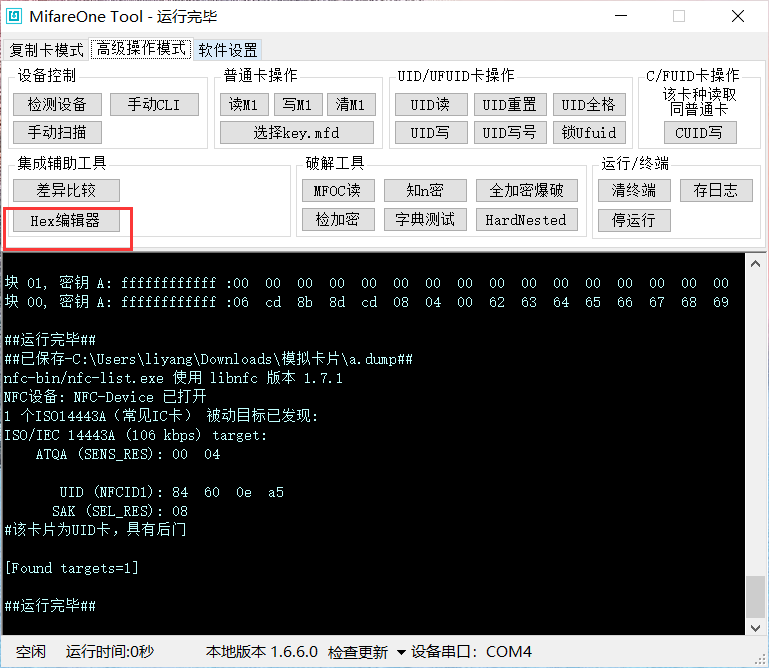 MifareOne Tool - 运行完毕
复制卡模式 高级操作模式 软件设置
设备控制 普通卡操作 UID/UFUID卡操作 C/FUID卡操作
检测设备 手动CLI 读M1 写M1 清M1 UID读 UID重置 UID全格 该卡种读取
同普通卡
手动扫描 选择key.mfd UID写 UID写号 锁Ufuid CUID写
集成辅助工具 破解工具 运行/终端
差异比较 MFOC读 知n密 全加密爆破 清终端 存日志
Hex编辑器 检加密 字典测试 HardNested 停运行
块 01, 密钥 A: ffffffffffff :00 00 00 00 00 00 00 00 00 00 00 00 00 00 00 00
块 00, 密钥 A: ffffffffffff :06 cd 8b 8d cd 08 04 00 62 63 64 65 66 67 68 69
##运行完毕##
##已保存-C:\Users\liyang\Downloads\模拟卡片\a.dump##
nfc-bin/nfc-list.exe 使用 libnfc 版本 1.7.1
NFC设备: NFC-Device 已打开
1 个ISO14443A（常见IC卡） 被动目标已发现:
ISO/IEC 14443A (106 kbps) target:
ATQA (SENS_RES): 00 04
UID (NFCID1): 84 60 0e a5
SAK (SEL_RES): 08
#该卡片为UID卡，具有后门
[Found targets=1]
##运行完毕##
空闲 运行时间:0秒 本地版本 1.6.6.0 检查更新 设备串口: COM4